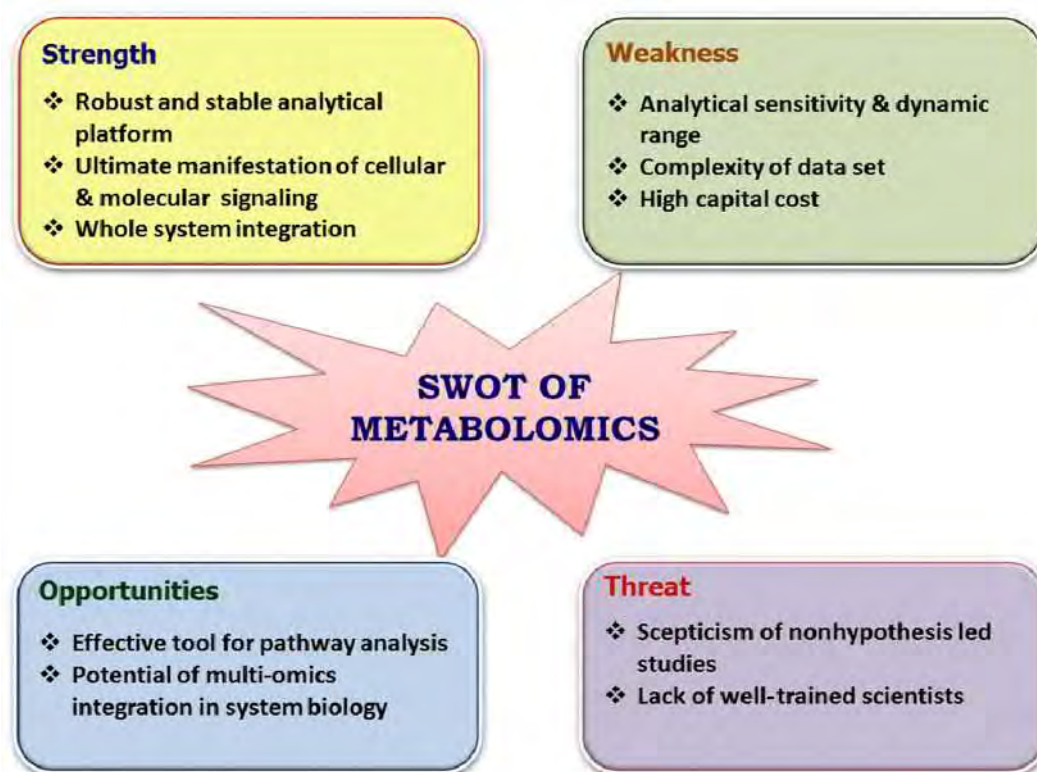 Strength
❖ Robust and stable analytical
platform
❖ Ultimate manifestation of cellular
& molecular signaling
❖ Whole system integration
Weakness
❖ Analytical sensitivity & dynamic
range
❖ Complexity of data set
❖ High capital cost
SWOT OF
METABOLOMICS
Opportunities
❖ Effective tool for pathway analysis
❖ Potential of multi-omics
integration in system biology
Threat
❖ Scepticism of nonhypothesis led
studies
❖ Lack of well-trained scientists